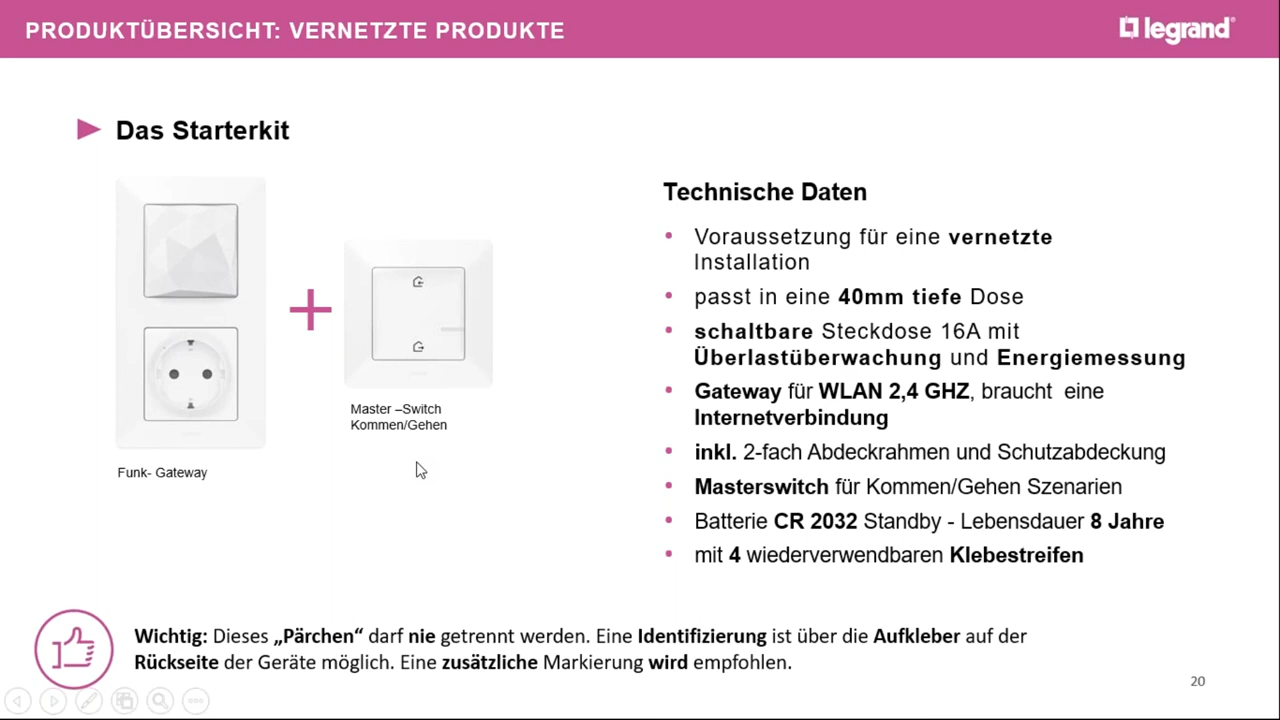 PRODUKTÜBERSICHT: VERNETZTE PRODUKTE
legrand®
Das Starterkit
Technische Daten
• Voraussetzung für eine vernetzte
Installation
• passt in eine 40mm tiefe Dose
• schaltbare Steckdose 16A mit
Überlastüberwachung und Energiemessung
• Gateway für WLAN 2,4 GHZ, braucht eine
Internetverbindung
• inkl. 2-fach Abdeckrahmen und Schutzabdeckung
• Masterswitch für Kommen/Gehen Szenarien
• Batterie CR 2032 Standby - Lebensdauer 8 Jahre
• mit 4 wiederverwendbaren Klebestreifen
Master –Switch
Kommen/Gehen
Funk- Gateway
Wichtig: Dieses „Pärchen“ darf nie getrennt werden. Eine Identifizierung ist über die Aufkleber auf der
Rückseite der Geräte möglich. Eine zusätzliche Markierung wird empfohlen.
20